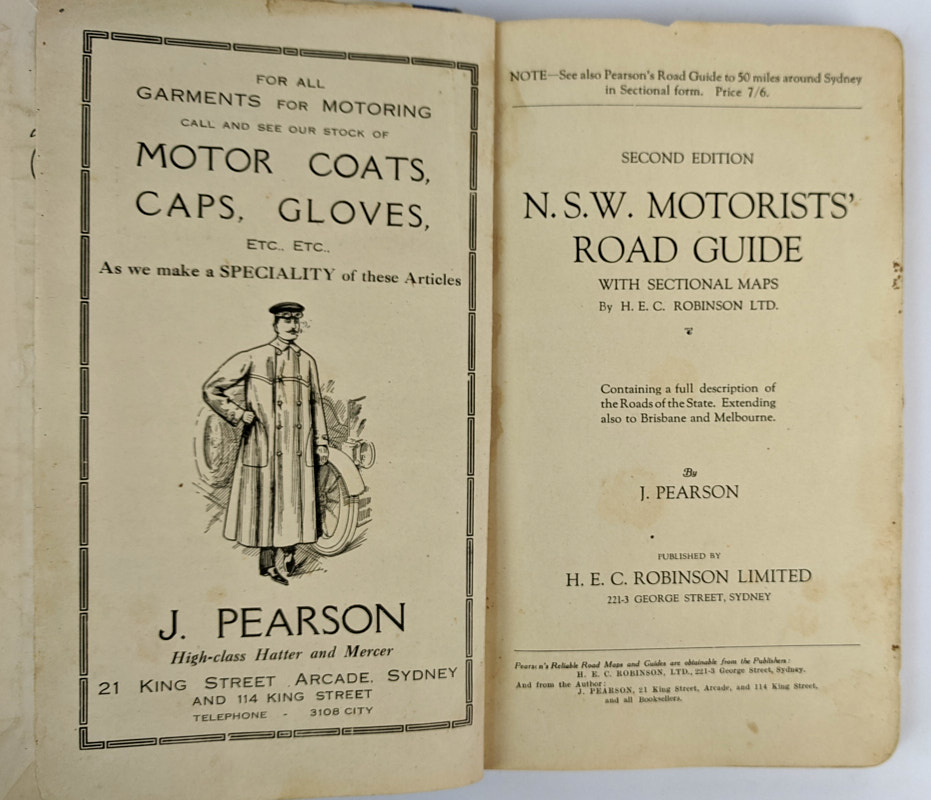 FOR ALL
GARMENTS FOR MOTORING
CALL AND SEE OUR STOCK OF
MOTOR COATS,
CAPS, GLOVES,
ETC., ETC.,
As we make a SPECIALITY of these Articles
J. PEARSON
High-class Hatter and Mercer
21 KING STREET ARCADE, SYDNEY
AND 114 KING STREET
TELEPHONE - 3108 CITY
NOTE—See also Pearson's Road Guide to 50 miles around Sydney
in Sectional form. Price 7/6.
SECOND EDITION
N. S. W. MOTORISTS'
ROAD GUIDE
WITH SECTIONAL MAPS
By H. E. C. ROBINSON LTD.
Containing a full description of
the Roads of the State. Extending
also to Brisbane and Melbourne.
By
J. PEARSON
PUBLISHED BY
H. E. C. ROBINSON LIMITED
221-3 GEORGE STREET, SYDNEY
Pearson's Reliable Road Maps and Guides are obtainable from the Publishers:
H. E. C. ROBINSON, LTD., 221-3 George Street, Sydney.
And from the Author:
J. PEARSON, 21 King Street, Arcade, and 114 King Street,
and all Booksellers.